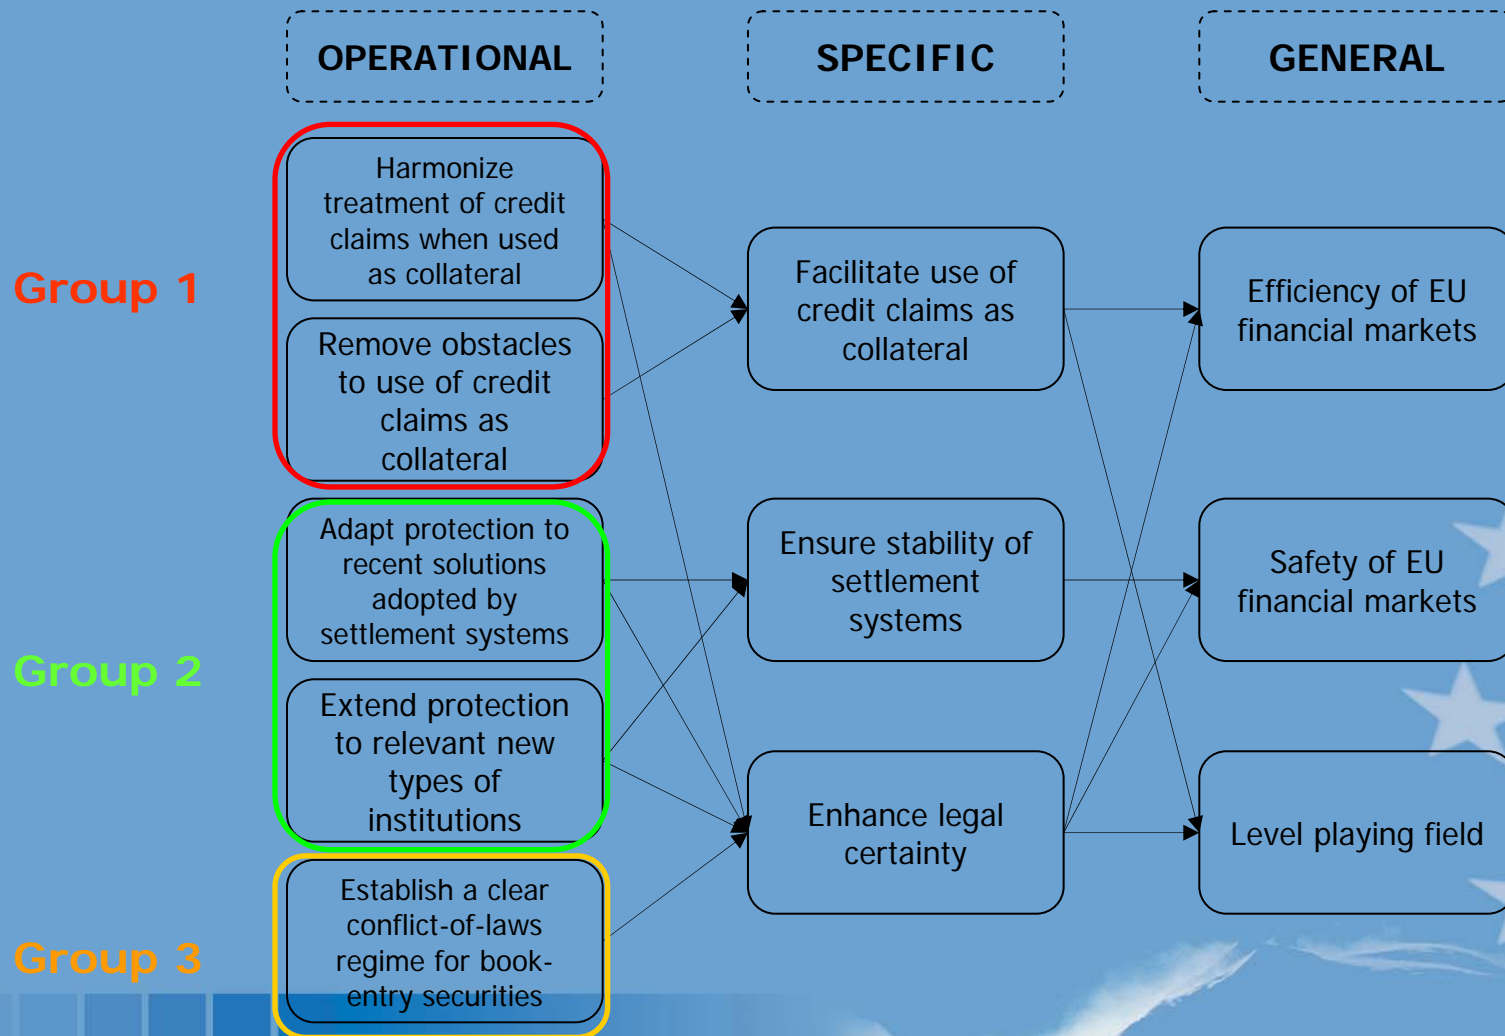 OPERATIONAL
SPECIFIC
GENERAL
Group 1
Harmonize
treatment of credit
claims when used
as collateral
Remove obstacles
to use of credit
claims as
collateral
Facilitate use of
credit claims as
collateral
Efficiency of EU
financial markets
Group 2
Adapt protection to
recent solutions
adopted by
settlement systems
Extend protection
to relevant new
types of
institutions
Ensure stability of
settlement
systems
Safety of EU
financial markets
Group 3
Establish a clear
conflict-of-laws
regime for book-
entry securities
Enhance legal
certainty
Level playing field